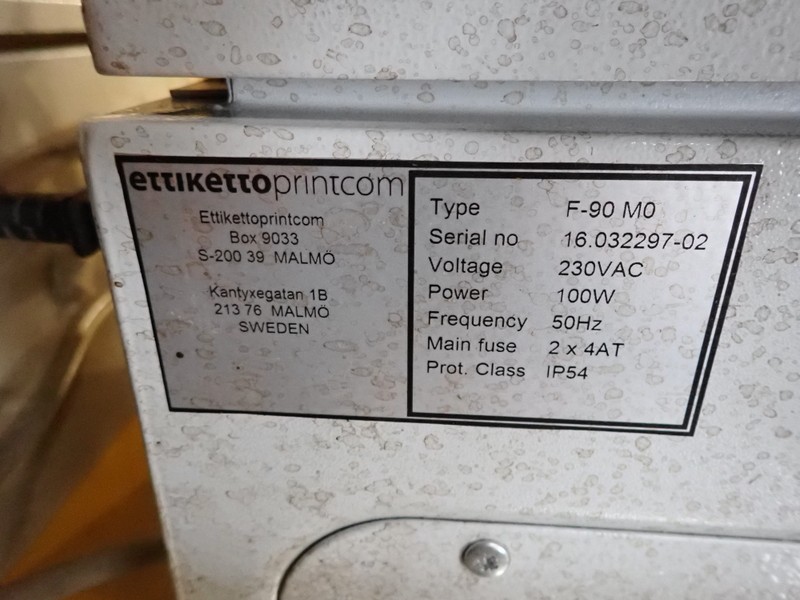 ettikettoprintcom
Ettikettoprintcom
Box 9033
S-200 39 MALMÖ
Kantyxegatan 1B
213 76 MALMÖ
SWEDEN
Type F-90 M0
Serial no 16.032297-02
Voltage 230VAC
Power 100W
Frequency 50Hz
Main fuse 2 x 4AT
Prot. Class IP54